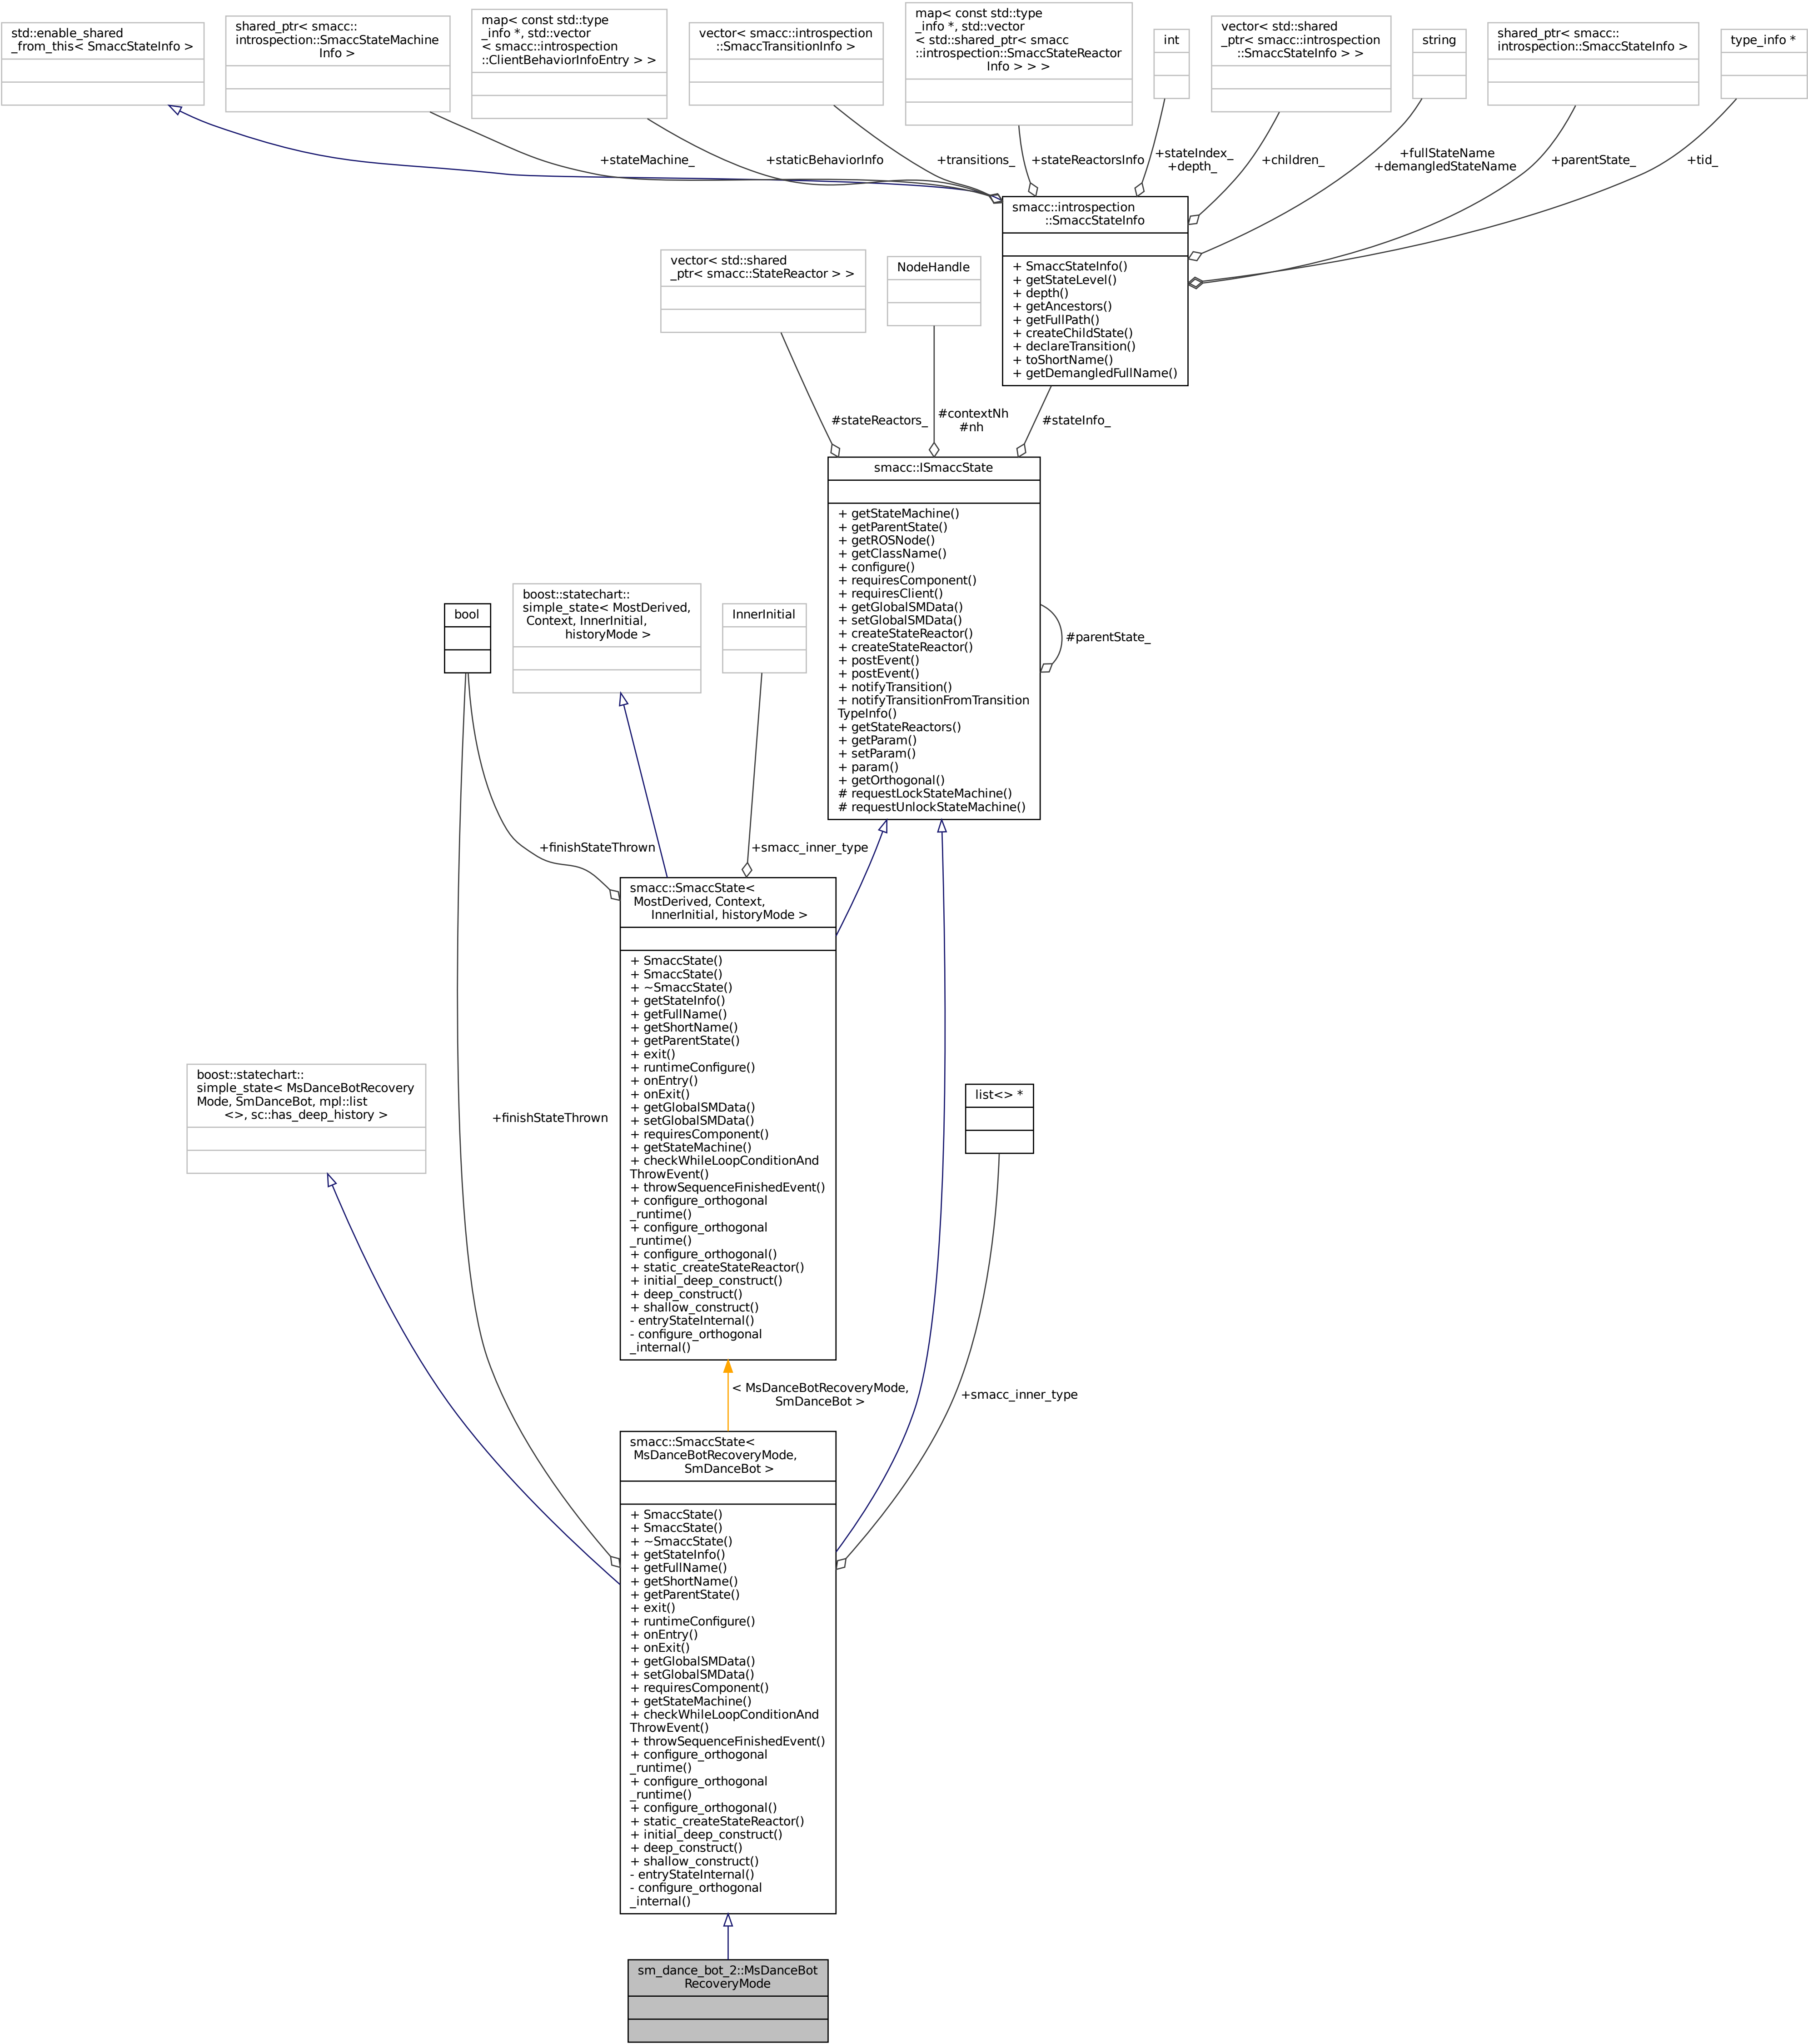 std::enable_shared
_from_this< SmaccStateInfo >
shared_ptr< smacc::
introspection::SmaccStateMachine
Info >
map< const std::type
_info *, std::vector
< smacc::introspection
::ClientBehaviorInfoEntry > >
vector< smacc::introspection
::SmaccTransitionInfo >
map< const std::type
_info *, std::vector
< std::shared_ptr< smacc
::introspection::SmaccStateReactor
Info > > >
int
vector< std::shared
_ptr< smacc::introspection
::SmaccStateInfo > >
string
shared_ptr< smacc::
introspection::SmaccStateInfo >
type_info *
+stateMachine_
+staticBehaviorInfo
+transitions_
+stateReactorsInfo
+stateIndex_
+depth_
+children_
+fullStateName
+demangledStateName
+parentState_
+tid_
smacc::introspection
::SmaccStateInfo
+ SmaccStateInfo()
+ getStateLevel()
+ depth()
+ getAncestors()
+ getFullPath()
+ createChildState()
+ declareTransition()
+ toShortName()
+ getDemangledFullName()
vector< std::shared
_ptr< smacc::StateReactor > >
NodeHandle
#stateReactors_
#contextNh
#nh
#stateInfo_
smacc::ISmaccState
+ getStateMachine()
+ getParentState()
+ getROSNode()
+ getClassName()
+ configure()
+ requiresComponent()
+ requiresClient()
+ getGlobalSMData()
+ setGlobalSMData()
+ createStateReactor()
+ createStateReactor()
+ postEvent()
+ postEvent()
+ notifyTransition()
+ notifyTransitionFromTransition
TypeInfo()
+ getStateReactors()
+ getParam()
+ setParam()
+ param()
+ getOrthogonal()
# requestLockStateMachine()
# requestUnlockStateMachine()
#parentState_
bool
boost::statechart::
simple_state< MostDerived,
Context, InnerInitial,
historyMode >
InnerInitial
+finishStateThrown
+smacc_inner_type
smacc::SmaccState<
MostDerived, Context,
InnerInitial, historyMode >
+ SmaccState()
+ SmaccState()
+ ~SmaccState()
+ getStateInfo()
+ getFullName()
+ getShortName()
+ getParentState()
+ exit()
+ runtimeConfigure()
+ onEntry()
+ onExit()
+ getGlobalSMData()
+ setGlobalSMData()
+ requiresComponent()
+ getStateMachine()
+ checkWhileLoopConditionAnd
ThrowEvent()
+ throwSequenceFinishedEvent()
+ configure_orthogonal
_runtime()
+ configure_orthogonal
_runtime()
+ configure_orthogonal()
+ static_createStateReactor()
+ initial_deep_construct()
+ deep_construct()
+ shallow_construct()
- entryStateInternal()
- configure_orthogonal
_internal()
boost::statechart::
simple_state< MsDanceBotRecovery
Mode, SmDanceBot, mpl::list
<>, sc::has_deep_history >
+finishStateThrown
list<> *
< MsDanceBotRecoveryMode,
SmDanceBot >
+smacc_inner_type
smacc::SmaccState<
MsDanceBotRecoveryMode,
SmDanceBot >
+ SmaccState()
+ SmaccState()
+ ~SmaccState()
+ getStateInfo()
+ getFullName()
+ getShortName()
+ getParentState()
+ exit()
+ runtimeConfigure()
+ onEntry()
+ onExit()
+ getGlobalSMData()
+ setGlobalSMData()
+ requiresComponent()
+ getStateMachine()
+ checkWhileLoopConditionAnd
ThrowEvent()
+ throwSequenceFinishedEvent()
+ configure_orthogonal
_runtime()
+ configure_orthogonal
_runtime()
+ configure_orthogonal()
+ static_createStateReactor()
+ initial_deep_construct()
+ deep_construct()
+ shallow_construct()
- entryStateInternal()
- configure_orthogonal
_internal()
sm_dance_bot_2::MsDanceBot
RecoveryMode